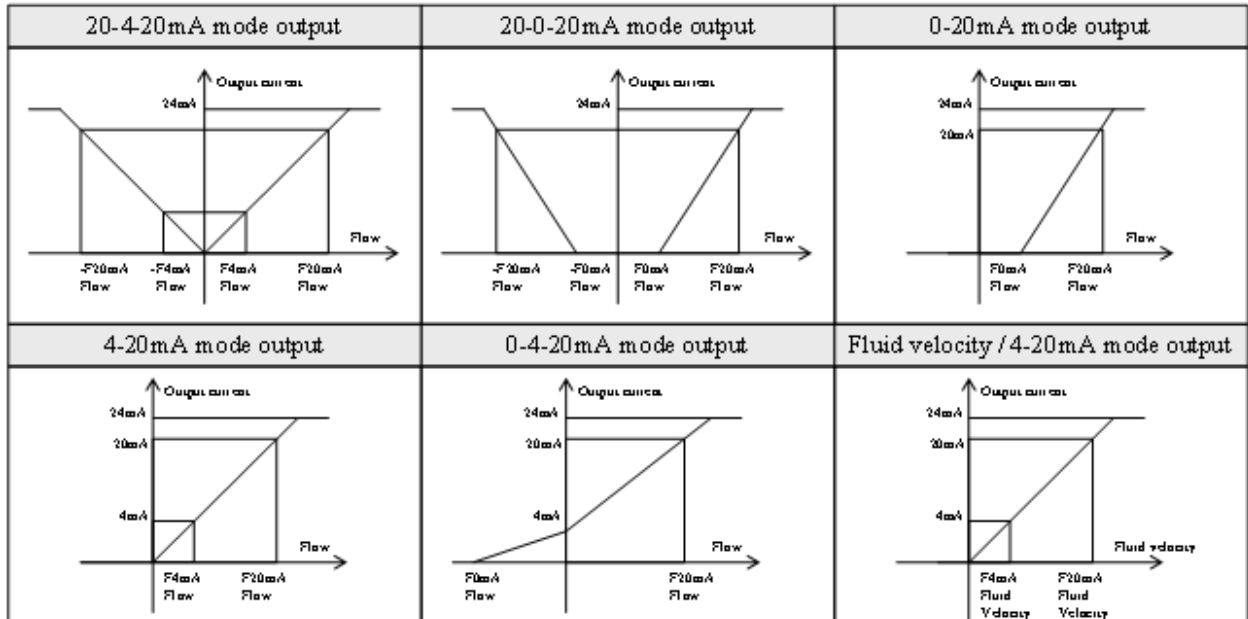 20-4-20mA mode output
20-0-20mA mode output
0-20mA mode output
Output current
24mA
Flow
-F20mA
Flow
-F4mA
Flow
F4mA
Flow
F20mA
Flow
Output current
24mA
Flow
-F20mA
Flow
-F0mA
Flow
F0mA
Flow
F20mA
Flow
Output current
24mA
20mA
Flow
F0mA
Flow
F20mA
Flow
4-20mA mode output
0-4-20mA mode output
Fluid velocity / 4-20mA mode output
Output current
24mA
20mA
4mA
Flow
F4mA
Flow
F20mA
Flow
Output current
24mA
20mA
4mA
Flow
F0mA
Flow
F20mA
Flow
Output current
24mA
20mA
4mA
Fluid velocity
F4mA
Fluid
Velocity
F20mA
Fluid
Velocity